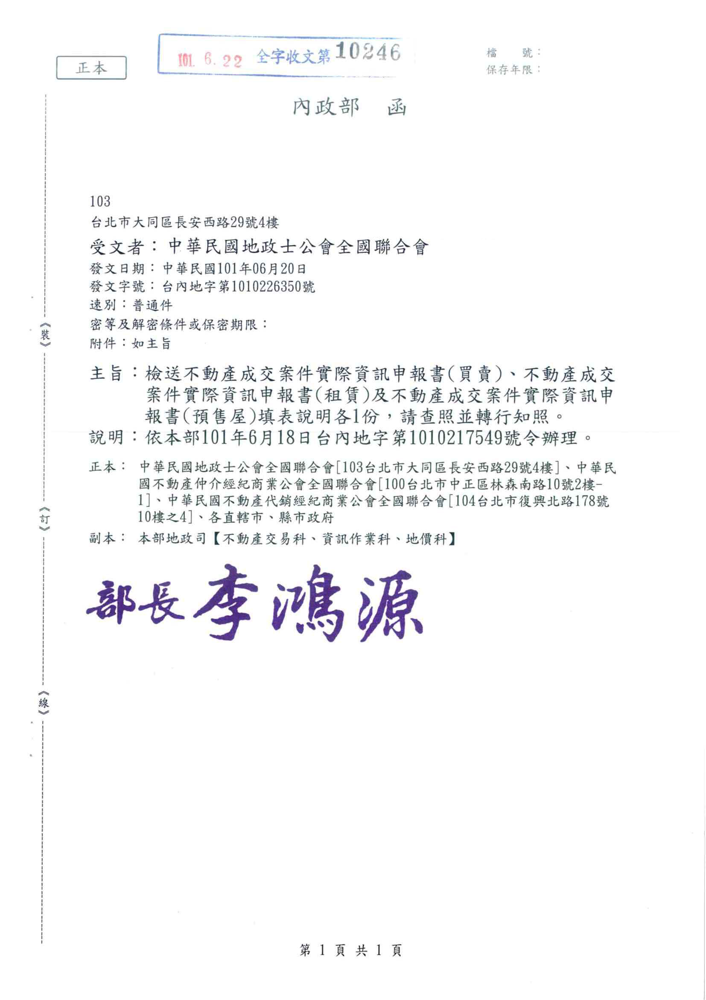 正本
101. 6. 22 全字收文第10246
檔　　號：
保存年限：
內政部　函
103
台北市大同區長安西路29號4樓
受文者：中華民國地政士公會全國聯合會
發文日期：中華民國101年06月20日
發文字號：台內地字第1010226350號
速別：普通件
密等及解密條件或保密期限：
附件：如主旨
主旨：檢送不動產成交案件實際資訊申報書(買賣)、不動產成交
案件實際資訊申報書(租賃)及不動產成交案件實際資訊申
報書(預售屋)填表說明各1份，請查照並轉行知照。
說明：依本部101年6月18日台內地字第1010217549號令辦理。
正本：　中華民國地政士公會全國聯合會[103台北市大同區長安西路29號4樓]、中華民
國不動產仲介經紀商業公會全國聯合會[100台北市中正區林森南路10號2樓-
1]、中華民國不動產代銷經紀商業公會全國聯合會[104台北市復興北路178號
10樓之4]、各直轄市、縣市政府
副本：　本部地政司【不動產交易科、資訊作業科、地價科】
部長李鴻源
《裝》
《訂》
《線》
第 1 頁 共 1 頁